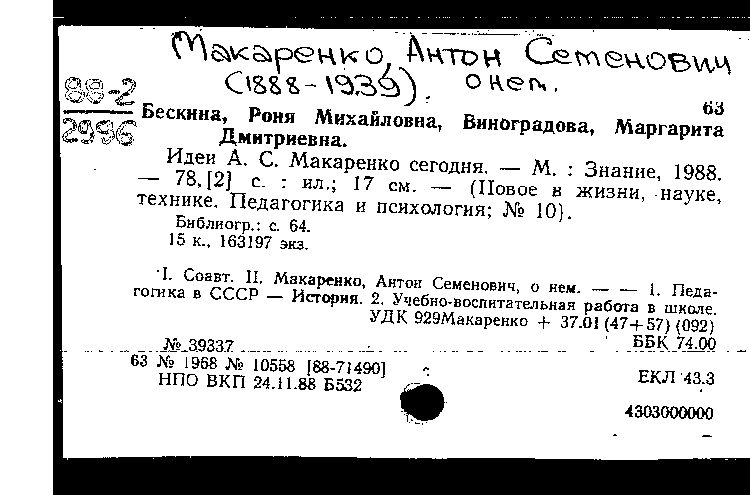 Макаренко, Антон Семенович
(1888-1939). о нем.
88-2
2996
63
Бескина, Роня Михайловна, Виноградова, Маргарита
Дмитриевна.
Идеи А. С. Макаренко сегодня. — М. : Знание, 1988.
— 78,[2] с. : ил.; 17 см. — (Новое в жизни, науке,
технике. Педагогика и психология; № 10).
Библиогр.: с. 64.
15 к., 163197 экз.
I. Соавт. II. Макаренко, Антон Семенович, о нем. — — 1. Педа-
гогика в СССР — История. 2. Учебно-воспитательная работа в школе.
УДК 929Макаренко + 37.01(47+57)(092)
№ 39337 ББК 74.00
63 № 1968 № 10558 [88-71490]
НПО ВКП 24.11.88 Б532
ЕКЛ 43.3
4303000000